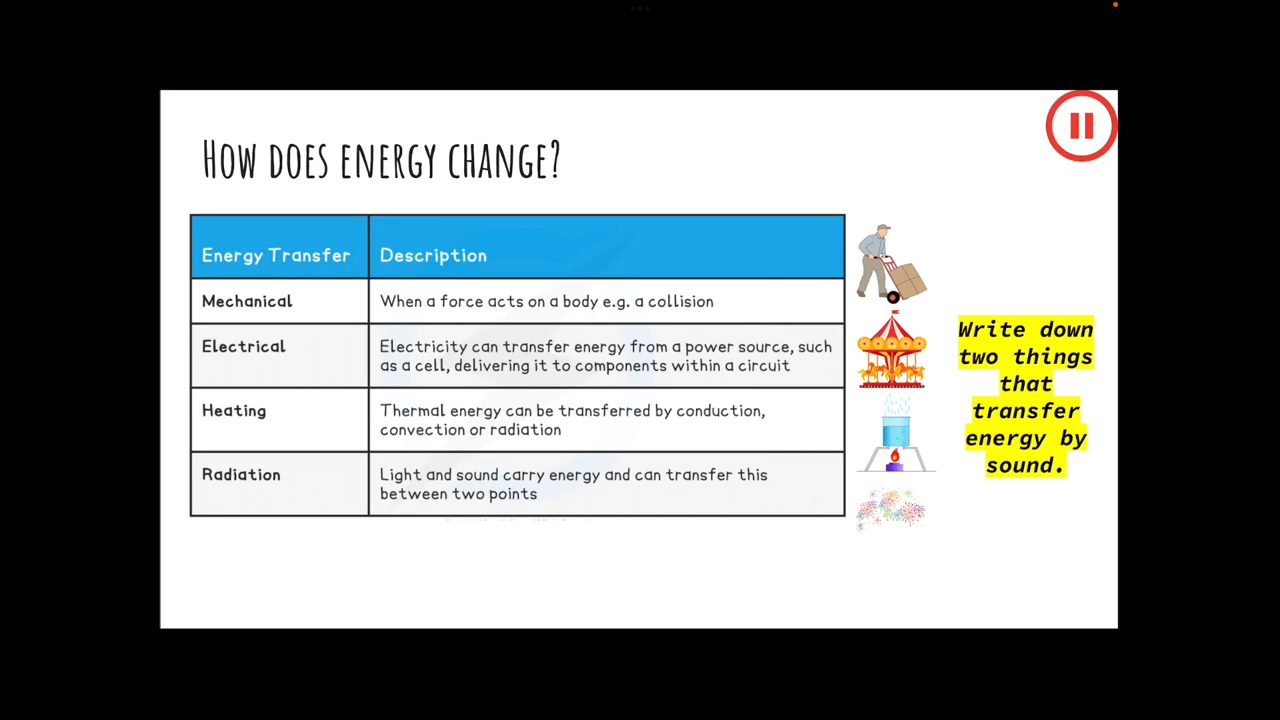 How does energy change?
Energy Transfer
Description
Mechanical
When a force acts on a body e.g. a collision
Electrical
Electricity can transfer energy from a power source, such
as a cell, delivering it to components within a circuit
Heating
Thermal energy can be transferred by conduction,
convection or radiation
Radiation
Light and sound carry energy and can transfer this
between two points
Write down
two things
that
transfer
energy by
sound.